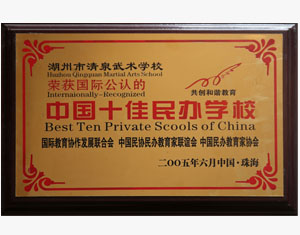 湖州市清泉武术学校
Huzhou Qingquan Martial Arts School
荣获国际公认的
Internaionally-Recognized
共创和谐教育
中国十佳民办学校
Best Ten Private Scools of China
国际教育协作发展联合会 中国民协民办教育家联谊会 中国民办教育家协会
二〇〇五年六月中国·珠海